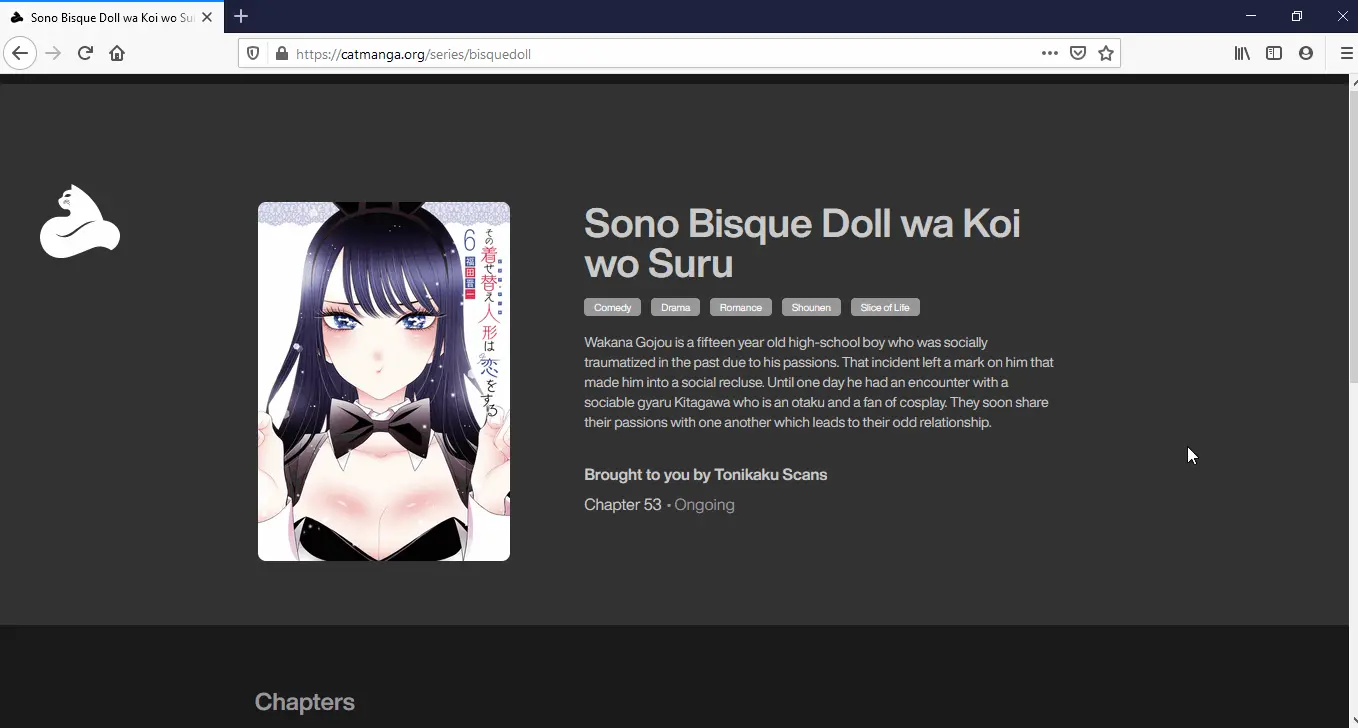 Sono Bisque Doll wa Koi wo Su
https://catmanga.org/series/bisquedoll
6
その着せ替え人形は恋をする
福田晋一
Sono Bisque Doll wa Koi
wo Suru
Comedy Drama Romance Shounen Slice of Life
Wakana Gojou is a fifteen year old high-school boy who was socially
traumatized in the past due to his passions. That incident left a mark on him that
made him into a social recluse. Until one day he had an encounter with a
sociable gyaru Kitagawa who is an otaku and a fan of cosplay. They soon share
their passions with one another which leads to their odd relationship.
Brought to you by Tonikaku Scans
Chapter 53 • Ongoing
Chapters